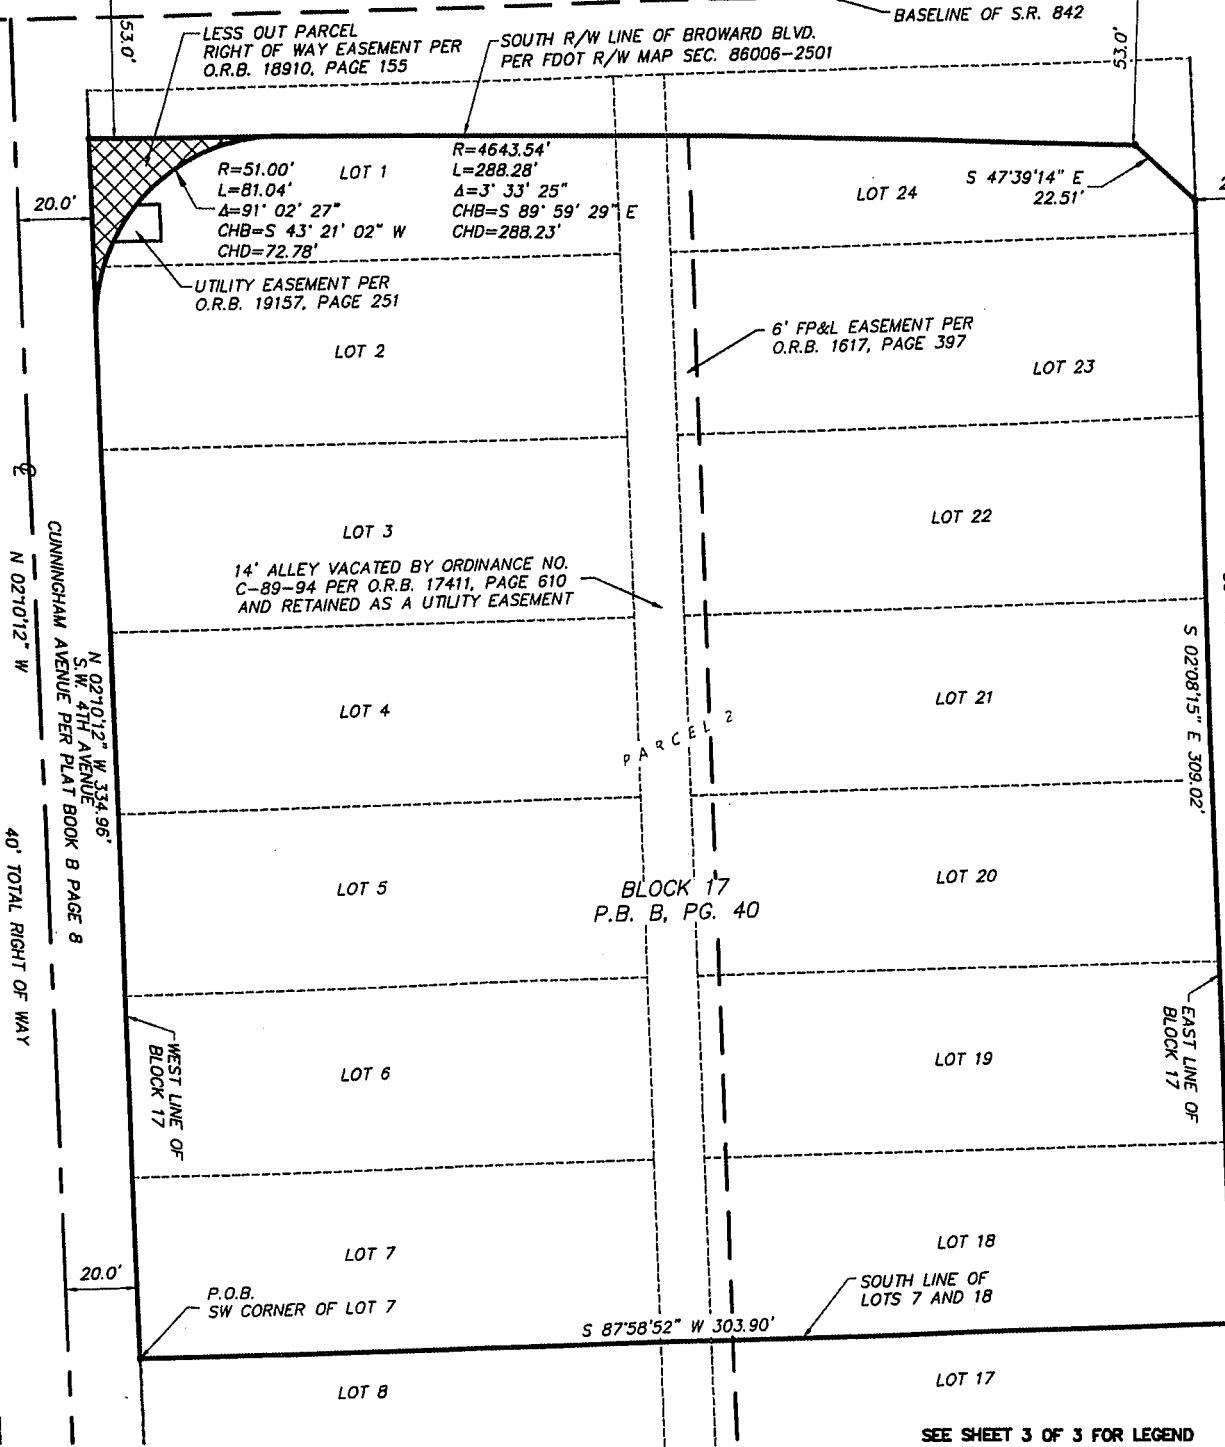 BASELINE OF S.R. 842
53.0'
53.0'
LESS OUT PARCEL
RIGHT OF WAY EASEMENT PER
O.R.B. 18910, PAGE 155
SOUTH R/W LINE OF BROWARD BLVD.
PER FDOT R/W MAP SEC. 86006-2501
R=51.00'
L=81.04'
Δ=91° 02' 27"
CHB=S 43° 21' 02" W
CHD=72.78'
LOT 1
R=4643.54'
L=288.28'
Δ=3° 33' 25"
CHB=S 89° 59' 29" E
CHD=288.23'
LOT 24
S 47°39'14" E
22.51'
20.0'
UTILITY EASEMENT PER
O.R.B. 19157, PAGE 251
LOT 2
6' FP&L EASEMENT PER
O.R.B. 1617, PAGE 397
LOT 23
LOT 3
LOT 22
14' ALLEY VACATED BY ORDINANCE NO.
C-89-94 PER O.R.B. 17411, PAGE 610
AND RETAINED AS A UTILITY EASEMENT
N 02°10'12" W
CUNNINGHAM AVENUE PER PLAT BOOK B PAGE 8
S.W. 4TH AVENUE
N 02°10'12" W 334.96'
40' TOTAL RIGHT OF WAY
LOT 4
PARCEL 2
LOT 21
S 02°08'15" E 309.02'
LOT 5
BLOCK 17
P.B. B, PG. 40
LOT 20
WEST LINE OF
BLOCK 17
LOT 6
LOT 19
EAST LINE OF
BLOCK 17
LOT 7
LOT 18
20.0'
P.O.B.
SW CORNER OF LOT 7
SOUTH LINE OF
LOTS 7 AND 18
S 87°58'52" W 303.90'
LOT 8
LOT 17
SEE SHEET 3 OF 3 FOR LEGEND